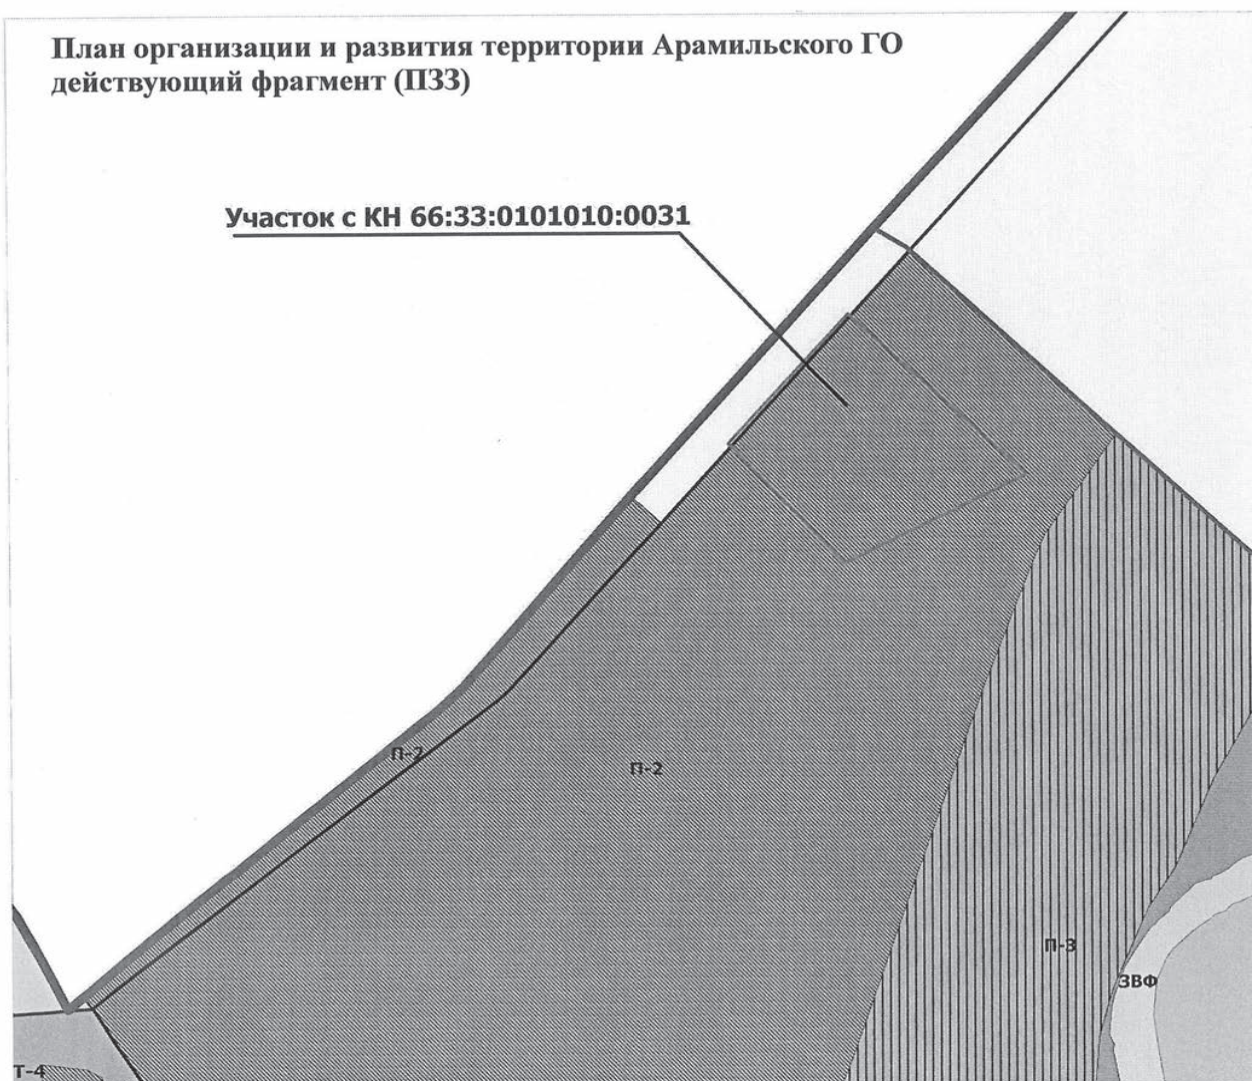 План организации и развития территории Арамильского ГО
действующий фрагмент (ПЗЗ)
Участок с КН 66:33:0101010:0031
П-2
П-2
П-3
ЗВФ
Т-4